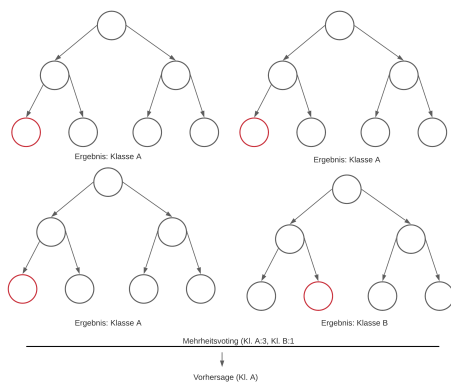 Ergebnis: Klasse A
Ergebnis: Klasse A
Ergebnis: Klasse A
Ergebnis: Klasse B
Mehrheitsvoting (Kl. A:3, Kl. B:1
Vorhersage (Kl. A)